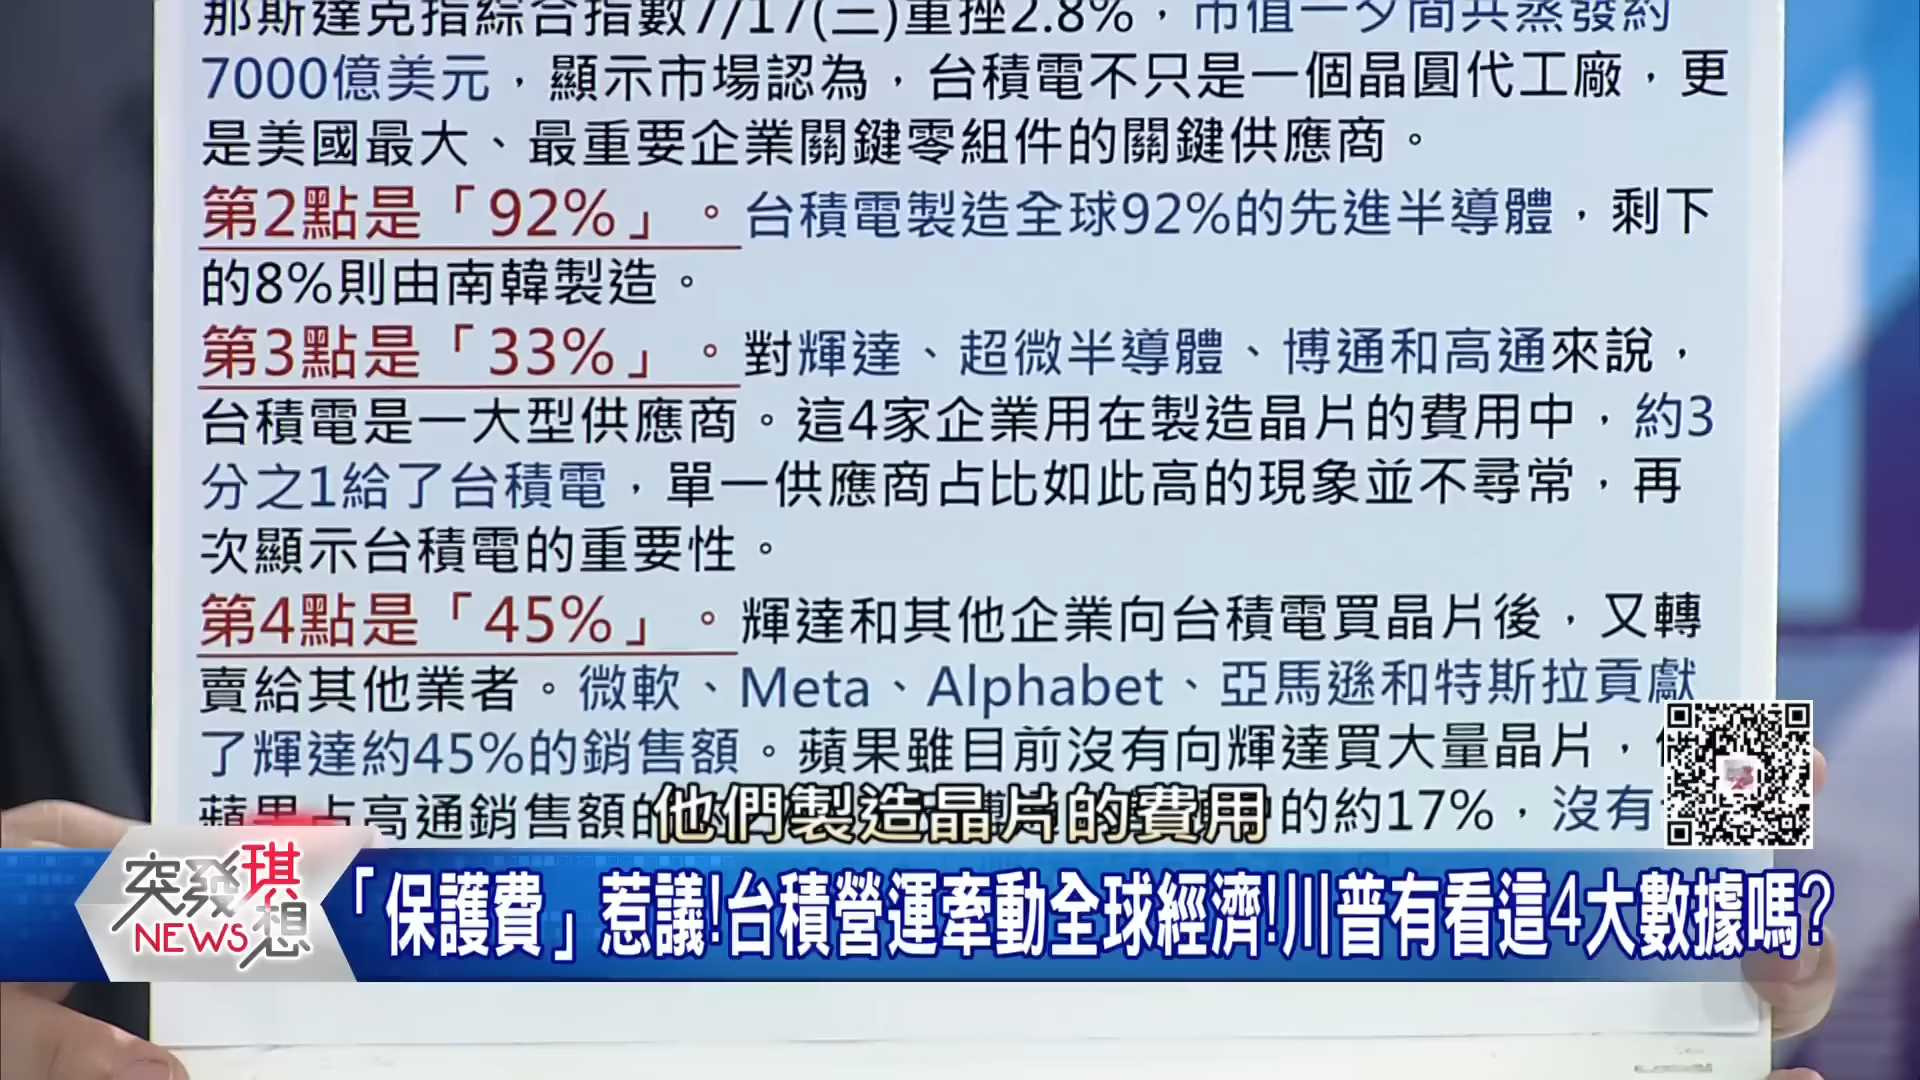 那斯達克指綜合指數7/17(三)重挫2.8%，市值一夕間共蒸發約
7000億美元，顯示市場認為，台積電不只是一個晶圓代工廠，更
是美國最大、最重要企業關鍵零組件的關鍵供應商。
第2點是「92%」。台積電製造全球92%的先進半導體，剩下
的8%則由南韓製造。
第3點是「33%」。對輝達、超微半導體、博通和高通來說，
台積電是一大型供應商。這4家企業用在製造晶片的費用中，約3
分之1給了台積電，單一供應商占比如此高的現象並不尋常，再
次顯示台積電的重要性。
第4點是「45%」。輝達和其他企業向台積電買晶片後，又轉
賣給其他業者。微軟、Meta、Alphabet、亞馬遜和特斯拉貢獻
了輝達約45%的銷售額。蘋果雖目前沒有向輝達買大量晶片，
蘋果占高通銷售額的
的約17%，沒有
他們製造晶片的費用
突發琪想
NEWS
「保護費」惹議!台積營運牽動全球經濟!川普有看這4大數據嗎?